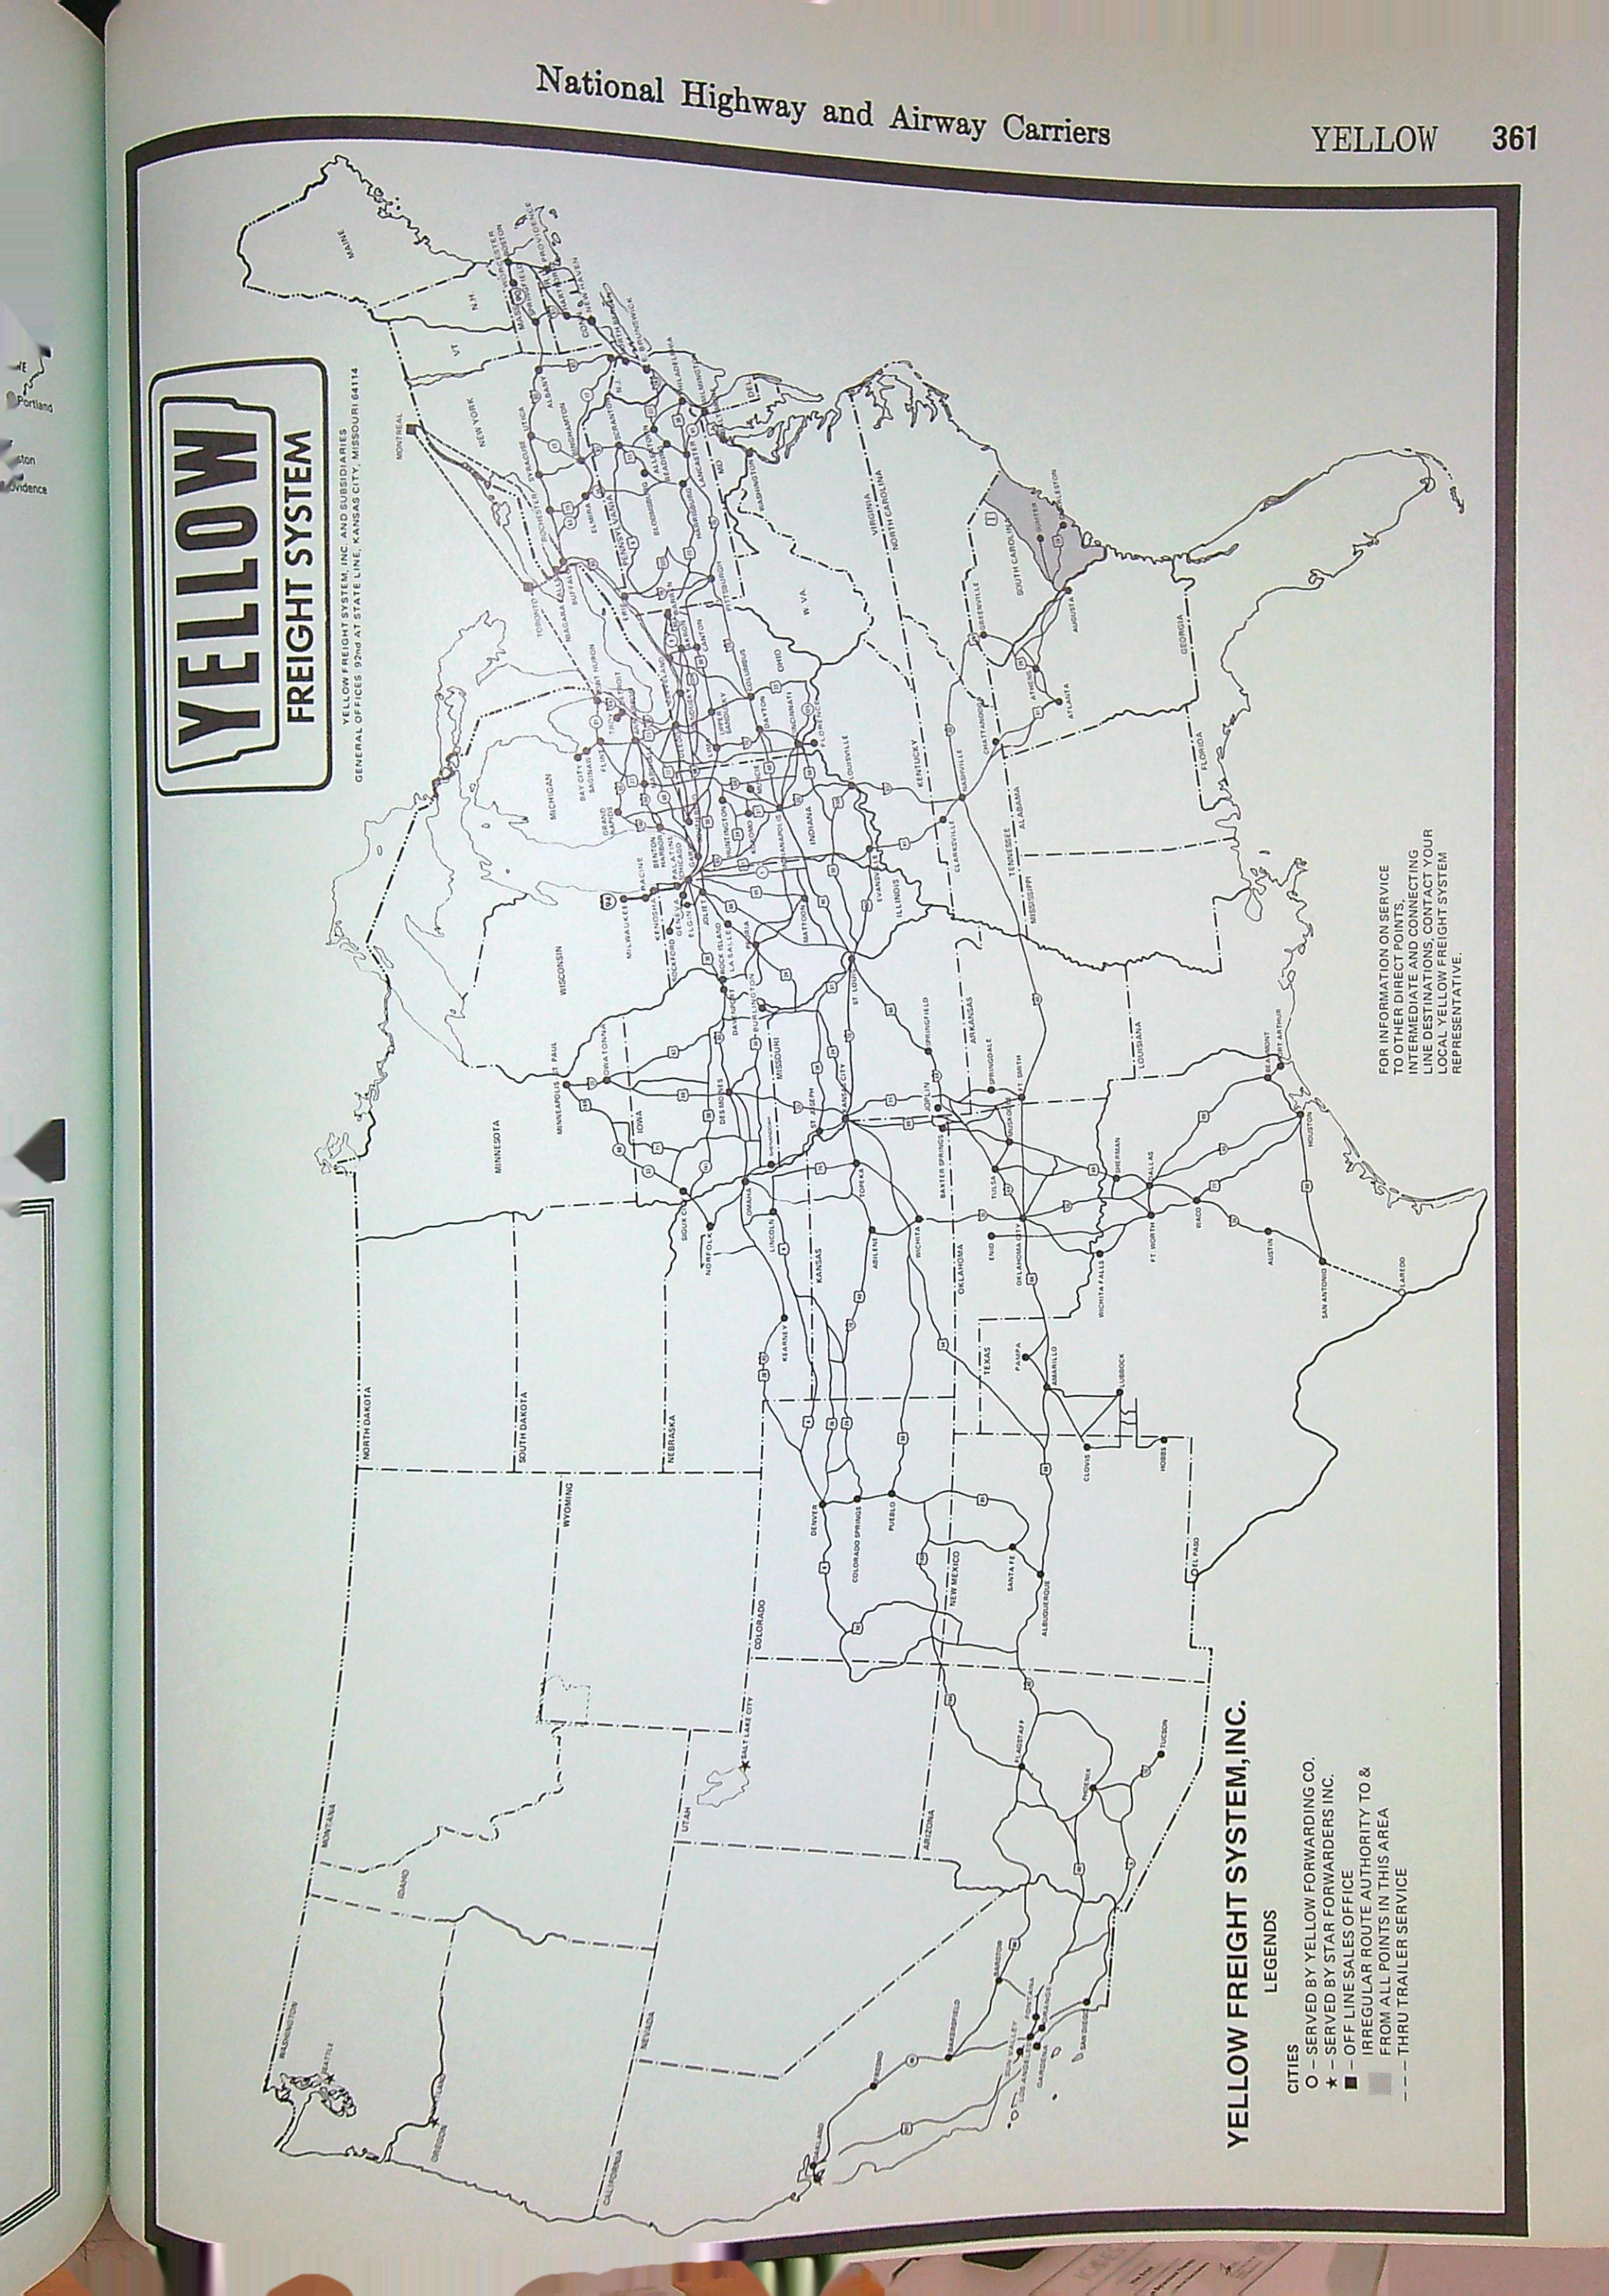 YELLOW
FREIGHT SYSTEM
YELLOW FREIGHT SYSTEM, INC. AND SUBSIDIARIES
GENERAL OFFICES: 92nd AT STATE LINE, KANSAS CITY, MISSOURI 64114
WASHINGTON
SEATTLE
MONTANA
NORTH DAKOTA
MAINE
IDAHO
OREGON
MONTREAL
VT.
N.H.
NEW YORK
MINNESOTA
SOUTH DAKOTA
WYOMING
MINNEAPOLIS - ST. PAUL
WISCONSIN
MICHIGAN
TORONTO
ROCHESTER
SYRACUSE
UTICA
ALBANY
MASS.
WORCESTER
BOSTON
SPRINGFIELD
PROVIDENCE
HARTFORD
CONN.
NEW HAVEN
NIAGARA FALLS
BUFFALO
BINGHAMTON
ELMIRA
BAY CITY
SAGINAW
FLINT
PORT HURON
GRAND RAPIDS
TROY
DETROIT
94
MILWAUKEE
RACINE
KENOSHA
OWATONNA
CALIFORNIA
NEVADA
UTAH
IOWA
NEBRASKA
SIOUX CITY
NORFOLK
ROCKFORD
GENEVA
ELGIN
PALATINE
CHICAGO
BENTON HARBOR
MARSHALL
JOLIET
GARY
CLEVELAND
ERIE
PENNSYLVANIA
SCRANTON
N.J.
NORTH BERGEN
E. BRUNSWICK
BLOOMSBURG
ALLENTOWN
READING
PHILADELPHIA
HARRISBURG
LANCASTER
WILMINGTON
BALTIMORE
MD
DEL.
WASHINGTON
WARREN
AKRON
CANTON
PITTSBURGH
LIMA
UPPER SANDUSKY
COLUMBUS
DAYTON
OHIO
W. VA.
SALT LAKE CITY
COLORADO
OMAHA
DES MOINES
DAVENPORT
ROCK ISLAND
LA SALLE
BURLINGTON
PEORIA
HUNTINGTON
KOKOMO
MUNCIE
INDIANAPOLIS
INDIANA
CINCINNATI
FLORENCE
MATTOON
KEARNEY
LINCOLN
SHENANDOAH
MISSOURI
OAKLAND
DENVER
KANSAS
ST. JOSEPH
COLORADO SPRINGS
TOPEKA
KANSAS CITY
ST. LOUIS
LOUISVILLE
EVANSVILLE
ILLINOIS
FRESNO
PUEBLO
ABILENE
WICHITA
VIRGINIA
NORTH CAROLINA
KENTUCKY
ARIZONA
NEW MEXICO
OKLAHOMA
BAXTER SPRINGS
JOPLIN
SPRINGFIELD
BAKERSFIELD
BARSTOW
ARKANSAS
CLARKSVILLE
NASHVILLE
TEXAS
ENID
TULSA
SPRINGDALE
CHATTANOOGA
GREENVILLE
SUN VALLEY
LOS ANGELES
FONTANA
GARDENA
ORANGE
FLAGSTAFF
SANTA FE
PAMPA
OKLAHOMA CITY
MUSKOGEE
FT. SMITH
TENNESSEE
MISSISSIPPI
ALABAMA
SOUTH CAROLINA
ATHENS
SUMTER
CHARLESTON
ATLANTA
AUGUSTA
ALBUQUERQUE
AMARILLO
SAN DIEGO
PHOENIX
CLOVIS
WICHITA FALLS
SHERMAN
LUBBOCK
LOUISIANA
TUCSON
HOBBS
FT. WORTH
DALLAS
EL PASO
WACO
GEORGIA
FLORIDA
AUSTIN
BEAUMONT
PORT ARTHUR
HOUSTON
SAN ANTONIO
LAREDO
YELLOW FREIGHT SYSTEM, INC.
LEGENDS
CITIES
– SERVED BY YELLOW FORWARDING CO.
– SERVED BY STAR FORWARDERS INC.
– OFF LINE SALES OFFICE
IRREGULAR ROUTE AUTHORITY TO &
FROM ALL POINTS IN THIS AREA
– – – THRU TRAILER SERVICE
FOR INFORMATION ON SERVICE
TO OTHER DIRECT POINTS,
INTERMEDIATE AND CONNECTING
LINE DESTINATIONS, CONTACT YOUR
LOCAL YELLOW FREIGHT SYSTEM
REPRESENTATIVE.
National Highway and Airway Carriers
YELLOW 361
Portland